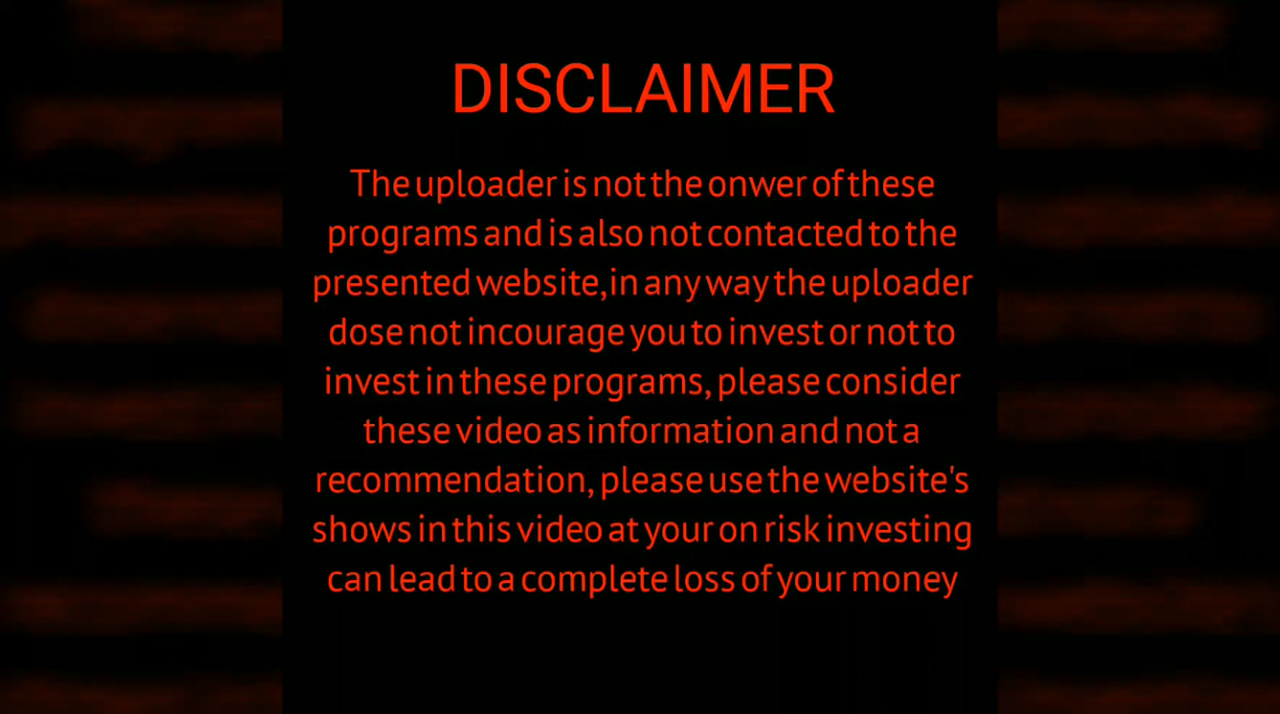 DISCLAIMER
The uploader is not the onwer of these
programs and is also not contacted to the
presented website,in any way the uploader
dose not incourage you to invest or not to
invest in these programs, please consider
these video as information and not a
recommendation, please use the website's
shows in this video at your on risk investing
can lead to a complete loss of your money